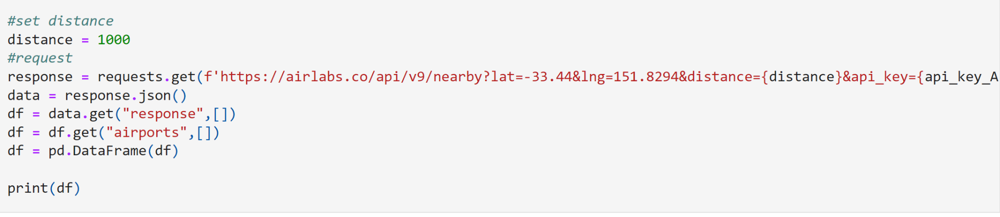 #set distance
distance = 1000
#request
response = requests.get(f'https://airlabs.co/api/v9/nearby?lat=-33.44&lng=151.8294&distance={distance}&api_key={api_key_A
data = response.json()
df = data.get("response",[])
df = df.get("airports",[])
df = pd.DataFrame(df)
print(df)